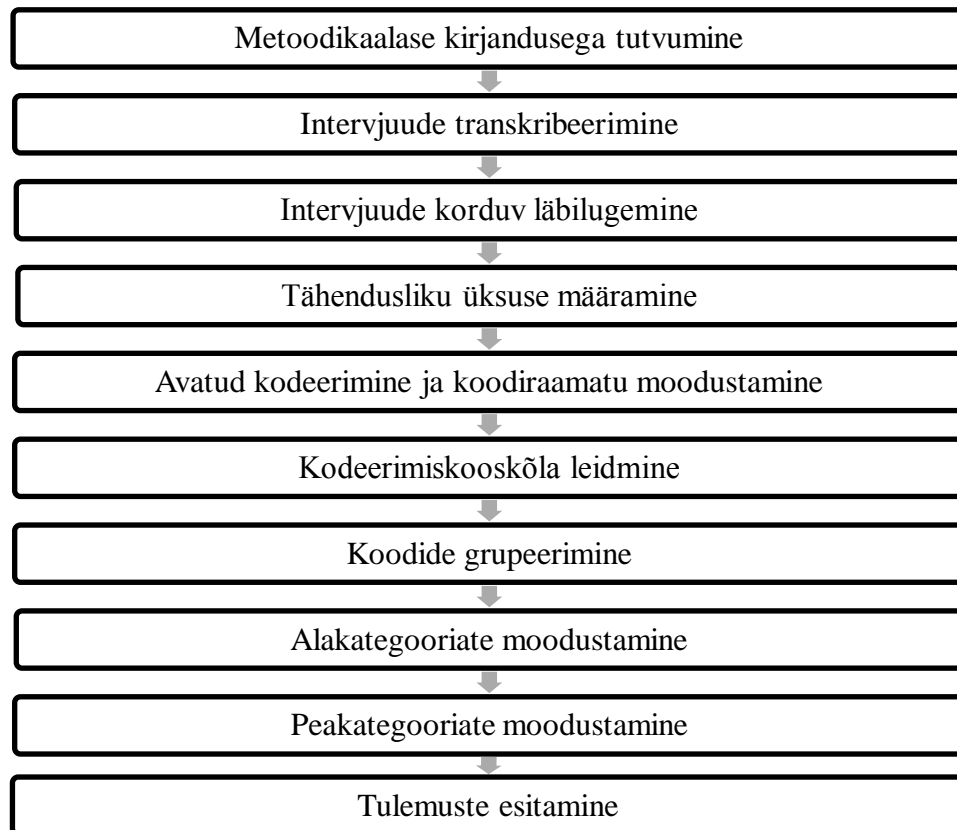 Metoodikaalase kirjandusega tutvumine
Intervjuude transkribeerimine
Intervjuude korduv läbilugemine
Tähendusliku üksuse määramine
Avatud kodeerimine ja koodiraamatu moodustamine
Kodeerimiskooskõla leidmine
Koodide grupeerimine
Alakategooriate moodustamine
Peakategooriate moodustamine
Tulemuste esitamine